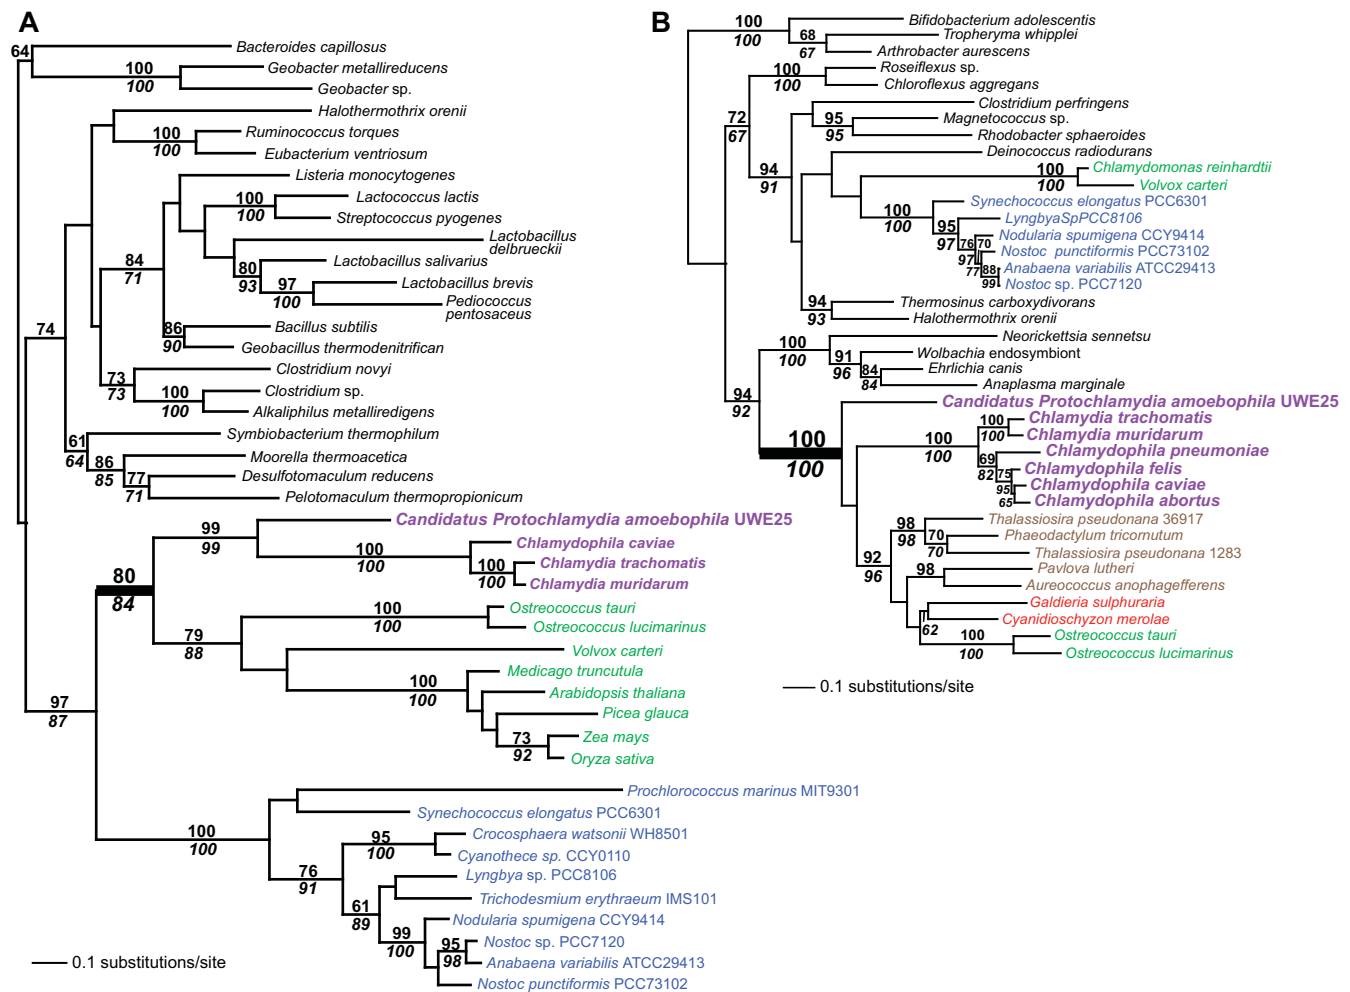 A
64
Bacteroides capillosus
100
100
Geobacter metallireducens
Geobacter sp.
Halothermothrix orenii
100
100
Ruminococcus torques
Eubacterium ventriosum
Listeria monocytogenes
100
100
Lactococcus lactis
Streptococcus pyogenes
Lactobacillus
delbrueckii
84
71
80
93
Lactobacillus salivarius
97
100
Lactobacillus brevis
Pediococcus
pentosaceus
86
90
Bacillus subtilis
Geobacillus thermodenitrifican
74
73
73
Clostridium novyi
100
100
Clostridium sp.
Alkaliphilus metalliredigens
61
64
Symbiobacterium thermophilum
86
85
Moorella thermoacetica
77
71
Desulfotomaculum reducens
Pelotomaculum thermopropionicum
99
99
Candidatus Protochlamydia amoebophila UWE25
100
100
Chlamydophila caviae
100
100
Chlamydia trachomatis
Chlamydia muridarum
80
84
100
100
Ostreococcus tauri
Ostreococcus lucimarinus
79
88
Volvox carteri
100
100
Medicago truncutula
Arabidopsis thaliana
Picea glauca
73
92
Zea mays
Oryza sativa
97
87
Prochlorococcus marinus MIT9301
Synechococcus elongatus PCC6301
100
100
95
100
Crocosphaera watsonii WH8501
Cyanothece sp. CCY0110
76
91
Lyngbya sp. PCC8106
Trichodesmium erythraeum IMS101
61
89
Nodularia spumigena CCY9414
99
100
95
98
Nostoc sp. PCC7120
Anabaena variabilis ATCC29413
Nostoc punctiformis PCC73102
0.1 substitutions/site
B
100
100
Bifidobacterium adolescentis
68
67
Tropheryma whipplei
Arthrobacter aurescens
100
100
Roseiflexus sp.
Chloroflexus aggregans
72
67
Clostridium perfringens
95
95
Magnetococcus sp.
Rhodobacter sphaeroides
94
91
Deinococcus radiodurans
100
100
Chlamydomonas reinhardtii
Volvox carteri
100
100
Synechococcus elongatus PCC6301
95
97
LyngbyaSpPCC8106
76
97
Nodularia spumigena CCY9414
70
77
Nostoc punctiformis PCC73102
88
99
Anabaena variabilis ATCC29413
Nostoc sp. PCC7120
94
93
Thermosinus carboxydivorans
Halothermothrix orenii
100
100
Neorickettsia sennetsu
91
96
Wolbachia endosymbiont
84
84
Ehrlichia canis
Anaplasma marginale
94
92
Candidatus Protochlamydia amoebophila UWE25
100
100
100
100
100
100
Chlamydia trachomatis
Chlamydia muridarum
69
82
Chlamydophila pneumoniae
75
95
Chlamydophila felis
65
Chlamydophila caviae
Chlamydophila abortus
98
98
Thalassiosira pseudonana 36917
70
70
Phaeodactylum tricornutum
Thalassiosira pseudonana 1283
92
96
98
Pavlova lutheri
Aureococcus anophagefferens
Galdieria sulphuraria
62
Cyanidioschyzon merolae
100
100
Ostreococcus tauri
Ostreococcus lucimarinus
0.1 substitutions/site